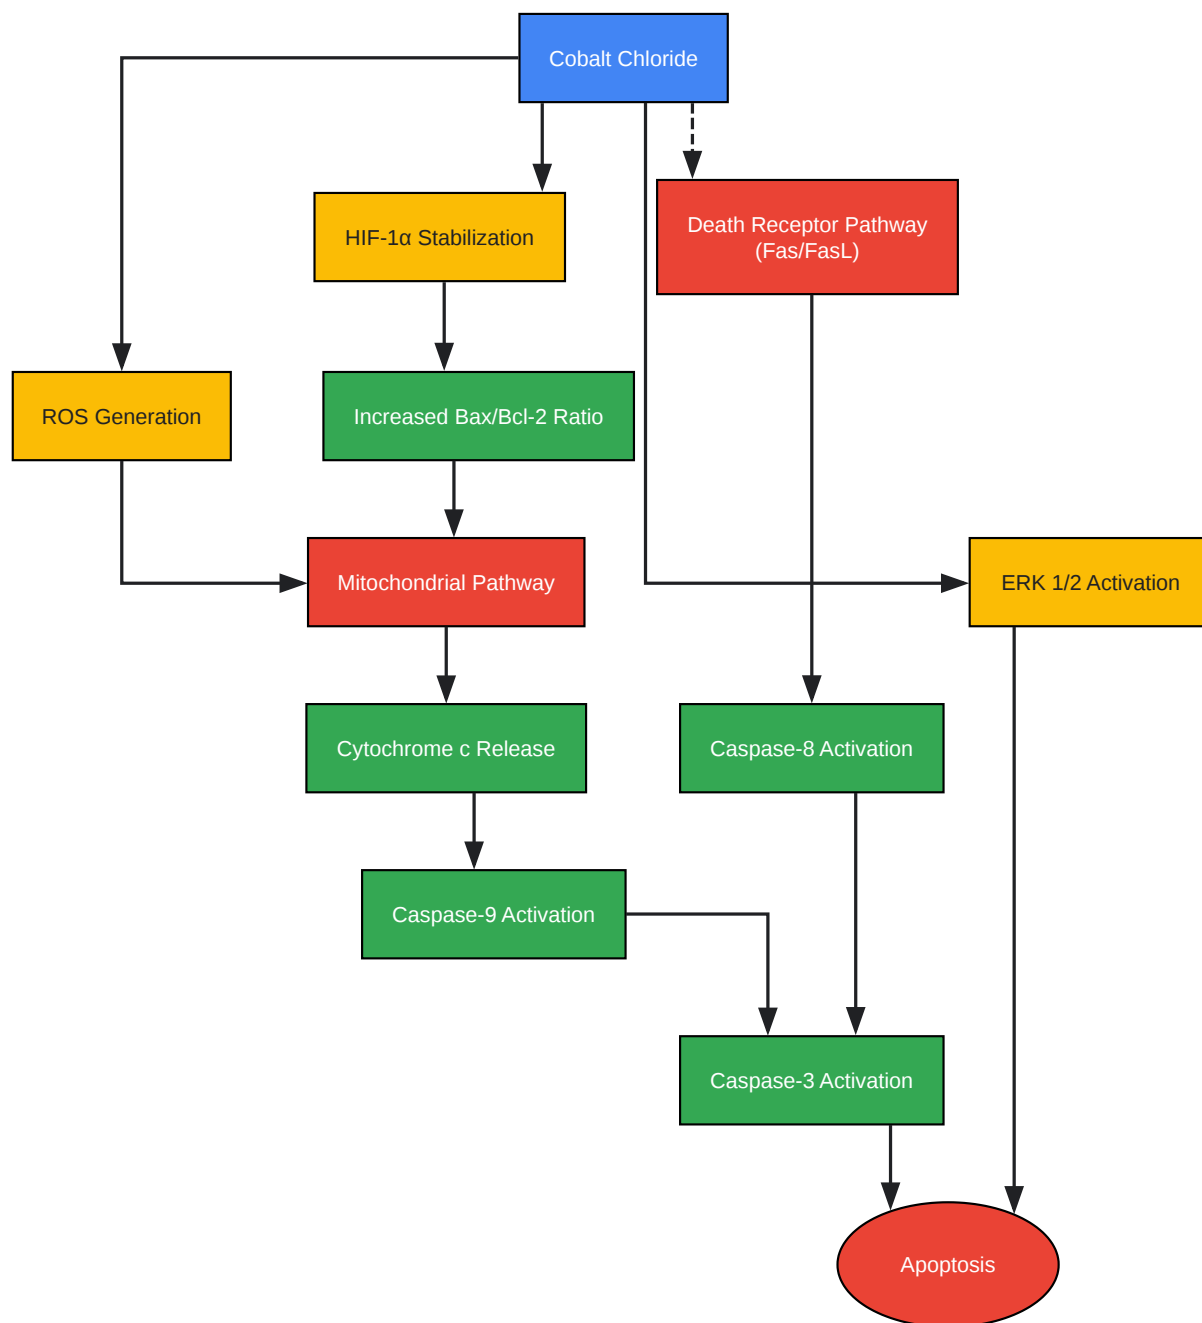 Cobalt Chloride
Death Receptor Pathway
(Fas/FasL)
HIF-1α Stabilization
ROS Generation
Increased Bax/Bcl-2 Ratio
Mitochondrial Pathway
ERK 1/2 Activation
Cytochrome c Release
Caspase-8 Activation
Caspase-9 Activation
Caspase-3 Activation
Apoptosis